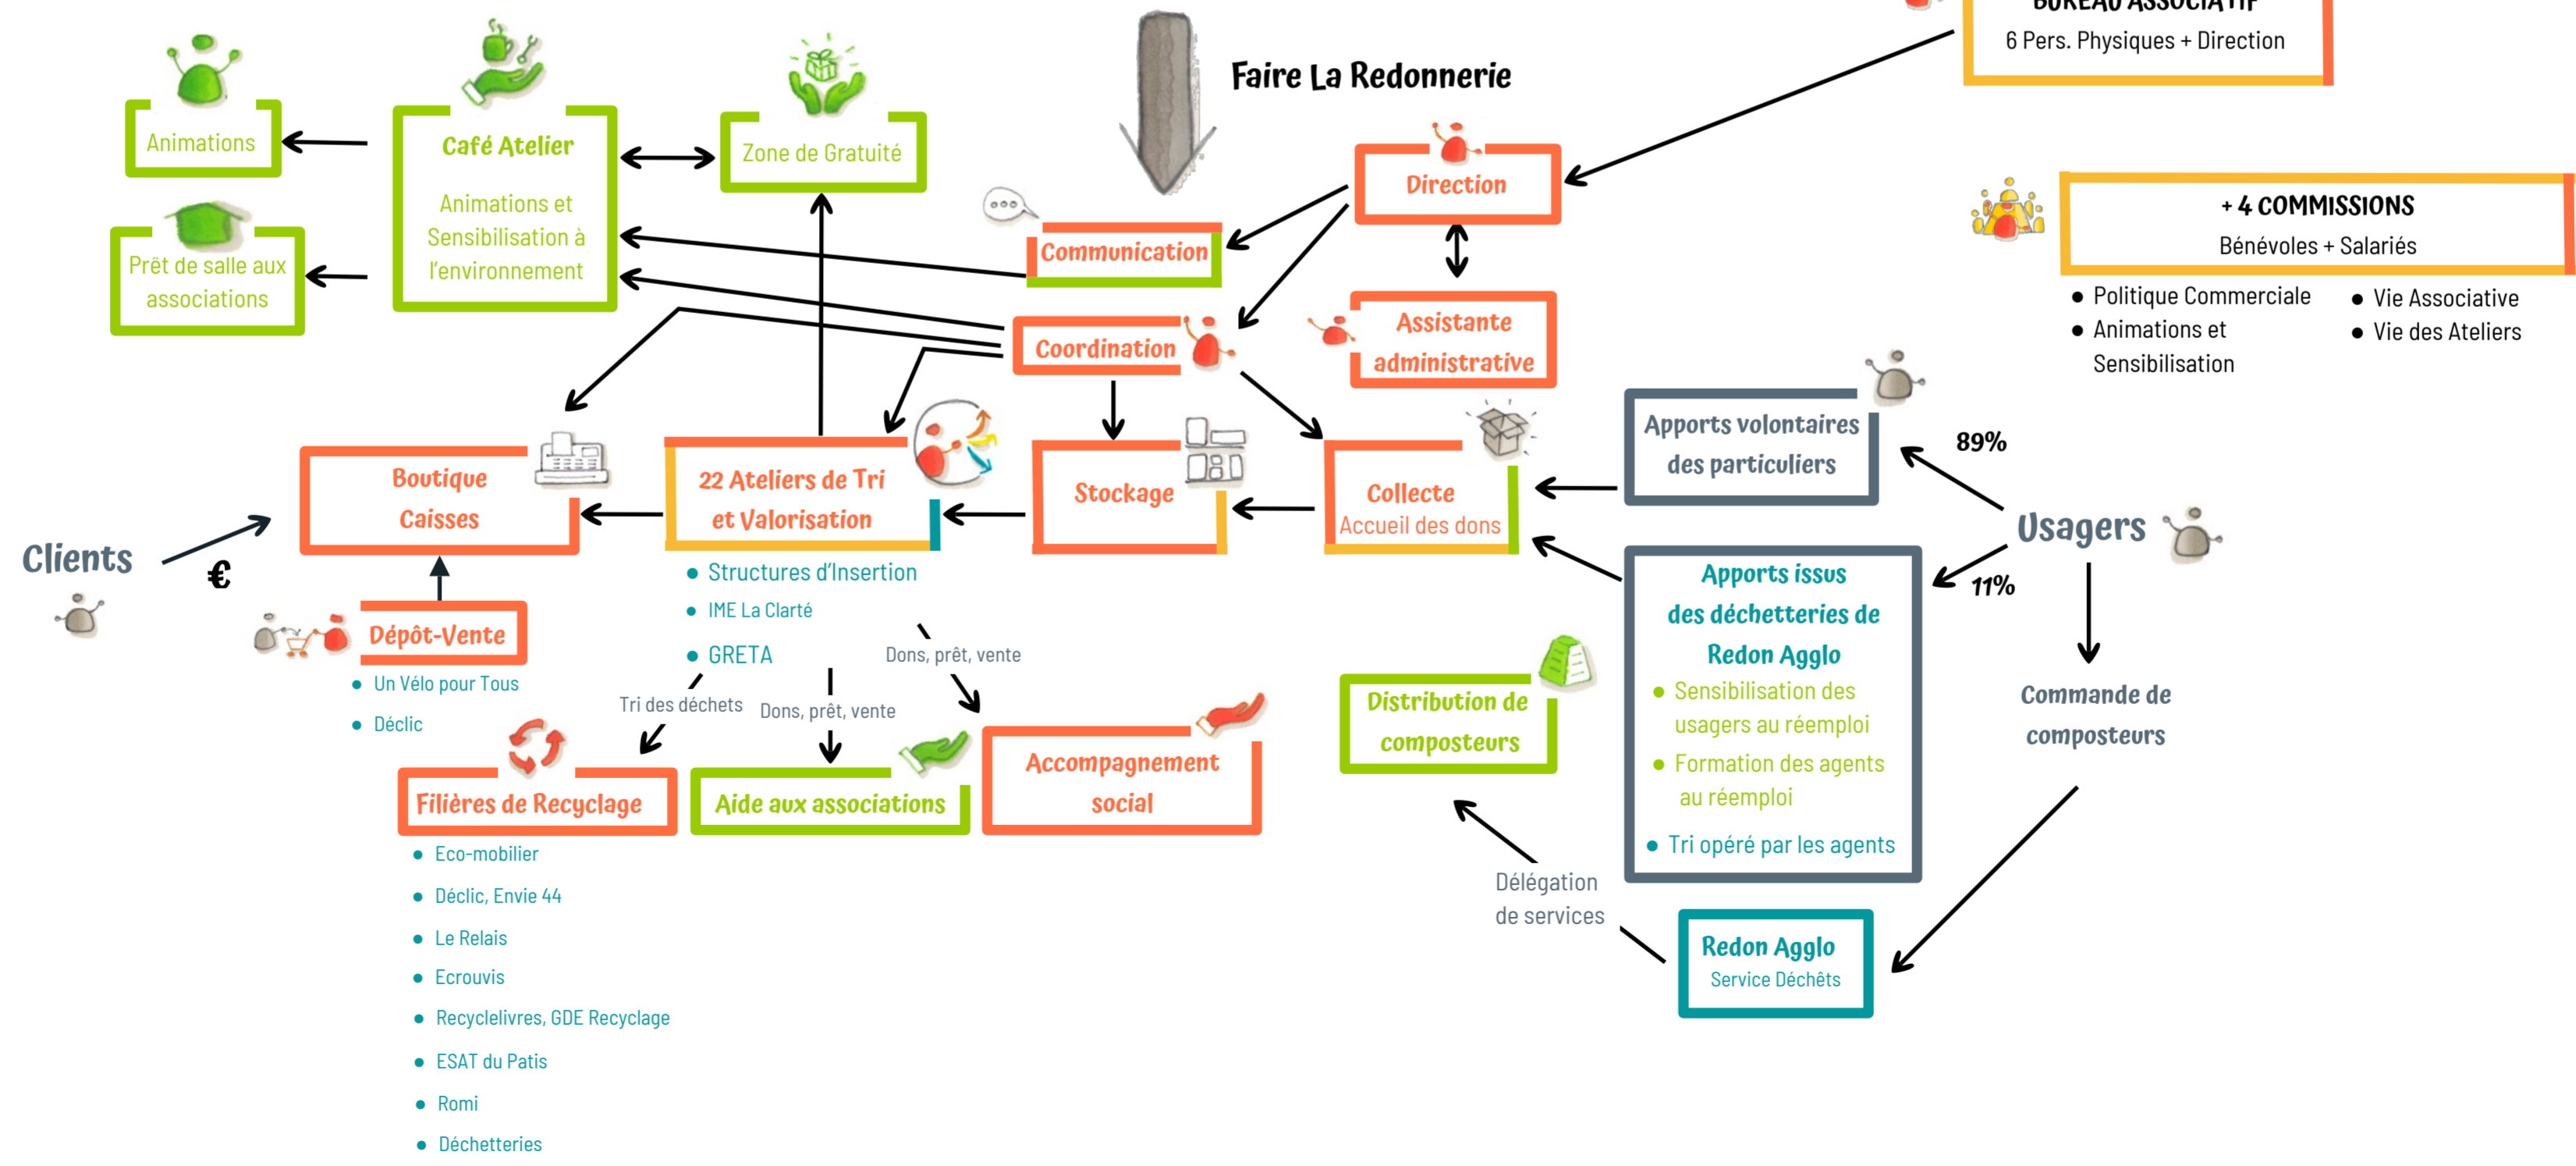 BUREAU ASSOCIATIF
6 Pers. Physiques + Direction
Faire La Redonnerie
Animations
Café Atelier
Animations et
Sensibilisation à
l'environnement
Zone de Gratuité
Direction
Prêt de salle aux
associations
Communication
+ 4 COMMISSIONS
Bénévoles + Salariés
● Politique Commerciale
● Animations et
Sensibilisation
● Vie Associative
● Vie des Ateliers
Coordination
Assistante
administrative
Apports volontaires
des particuliers
89%
Usagers
11%
Boutique
Caisses
22 Ateliers de Tri
et Valorisation
Stockage
Collecte
Accueil des dons
Clients
€
● Structures d'Insertion
● IME La Clarté
● GRETA
Dépôt-Vente
● Un Vélo pour Tous
● Déclic
Tri des déchets
Dons, prêt, vente
Dons, prêt, vente
Apports issus
des déchetteries de
Redon Agglo
● Sensibilisation des
usagers au réemploi
● Formation des agents
au réemploi
● Tri opéré par les agents
Distribution de
composteurs
Commande de
composteurs
Filières de Recyclage
Aide aux associations
Accompagnement
social
● Eco-mobilier
● Déclic, Envie 44
● Le Relais
● Ecrouvis
● Recyclelivres, GDE Recyclage
● ESAT du Patis
● Romi
● Déchetteries
Délégation
de services
Redon Agglo
Service Déchêts